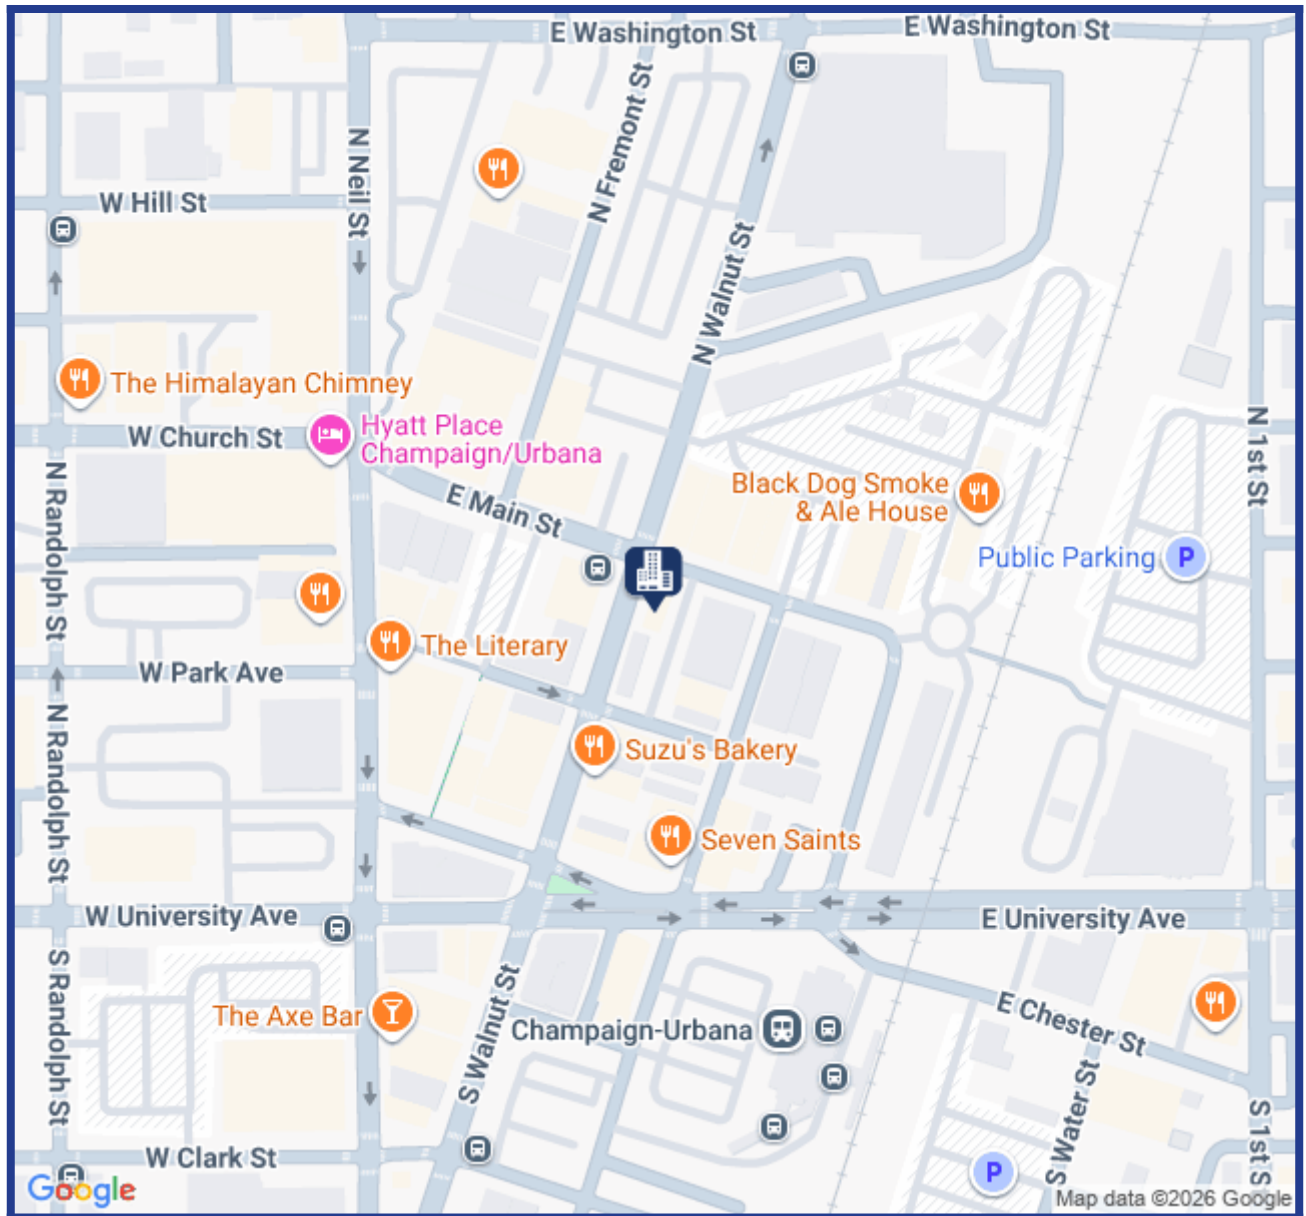 E Washington St
E Washington St
N Fremont St
N Neil St
W Hill St
N Walnut St
The Himalayan Chimney
Hyatt Place
Champaign/Urbana
W Church St
N 1st St
E Main St
Black Dog Smoke
& Ale House
N Randolph St
Public Parking
P
The Literary
W Park Ave
N Randolph St
Suzu's Bakery
Seven Saints
W University Ave
E University Ave
S Randolph St
The Axe Bar
S Walnut St
Champaign-Urbana
E Chester St
S Water St
S 1st S
W Clark St
P
Google
Map data ©2026 Google